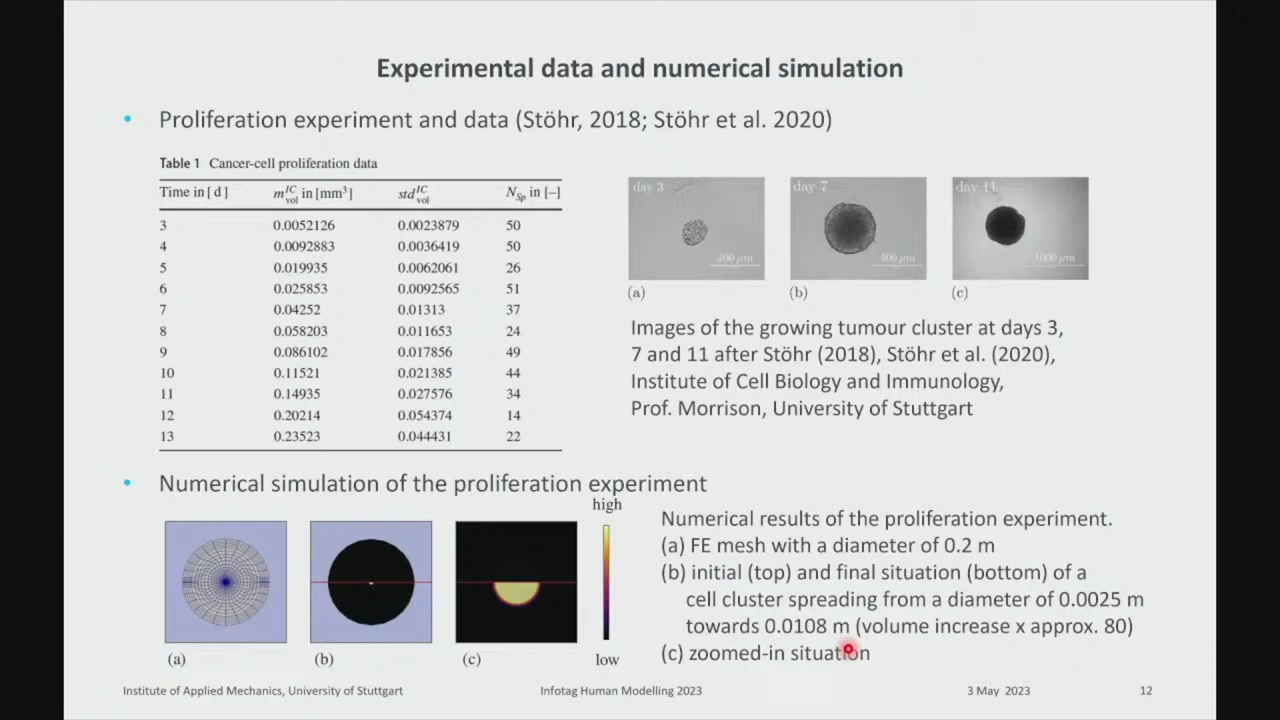 Experimental data and numerical simulation
• Proliferation experiment and data (Stöhr, 2018; Stöhr et al. 2020)
Table 1 Cancer-cell proliferation data
Time in [ d ] m_vol^IC in [mm³] std_vol^IC N_Sp in [–]
3 0.0052126 0.0023879 50
4 0.0092883 0.0036419 50
5 0.019935 0.0062061 26
6 0.025853 0.0092565 51
7 0.04252 0.01313 37
8 0.058203 0.011653 24
9 0.086102 0.017856 49
10 0.11521 0.021385 44
11 0.14935 0.027576 34
12 0.20214 0.054374 14
13 0.23523 0.044431 22
day 3 day 7 day 11
400 μm 400 μm 1000 μm
(a) (b) (c)
Images of the growing tumour cluster at days 3,
7 and 11 after Stöhr (2018), Stöhr et al. (2020),
Institute of Cell Biology and Immunology,
Prof. Morrison, University of Stuttgart
• Numerical simulation of the proliferation experiment
high
low
(a) (b) (c)
Numerical results of the proliferation experiment.
(a) FE mesh with a diameter of 0.2 m
(b) initial (top) and final situation (bottom) of a
cell cluster spreading from a diameter of 0.0025 m
towards 0.0108 m (volume increase x approx. 80)
(c) zoomed-in situation
Institute of Applied Mechanics, University of Stuttgart Infotag Human Modelling 2023 3 May 2023 12